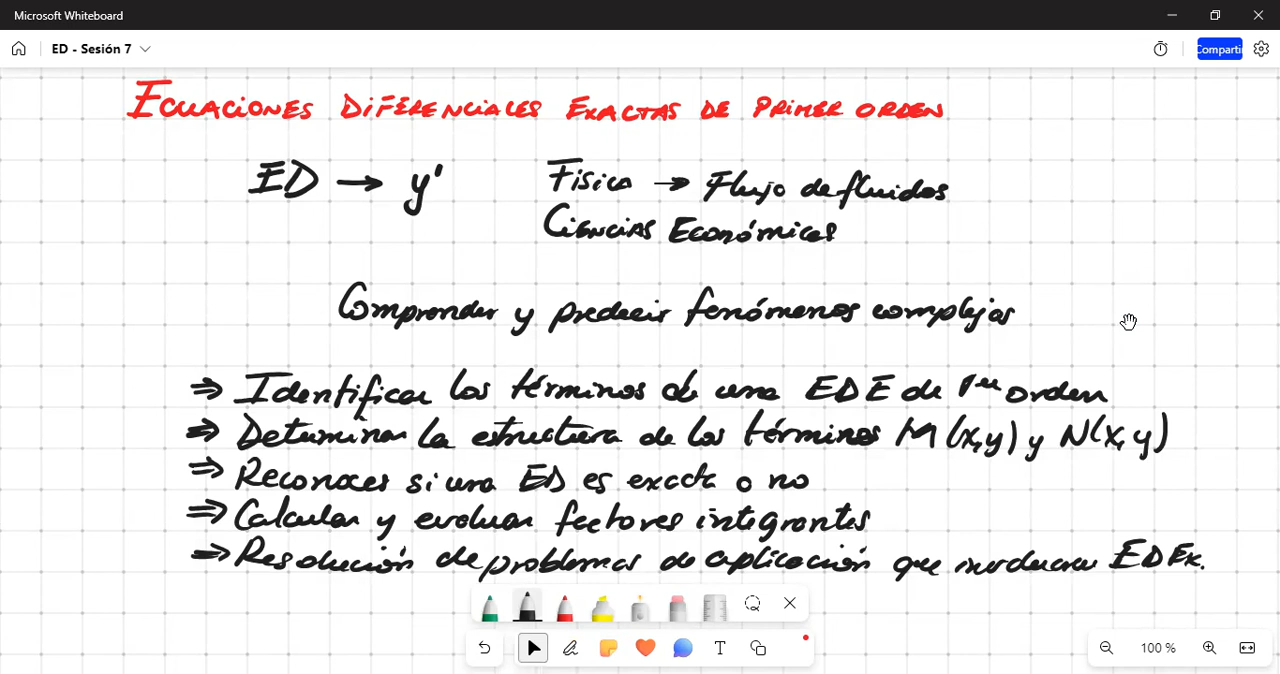 Microsoft Whiteboard
ED - Sesión 7
Comparti
ECUACIONES DIFERENCIALES EXACTAS DE PRIMER ORDEN
ED → y'
Física → Flujo de fluidos
Ciencias Económicas
Comprender y predecir fenómenos complejos
⇒ Identificar los términos de una EDE de 1er orden
⇒ Determinar la estructura de los términos M(x,y) y N(x,y)
⇒ Reconocer si una ED es exacta o no
⇒ Calcular y evaluar factores integrantes
⇒ Resolución de problemas de aplicación que involucran EDEx.
T
100 %